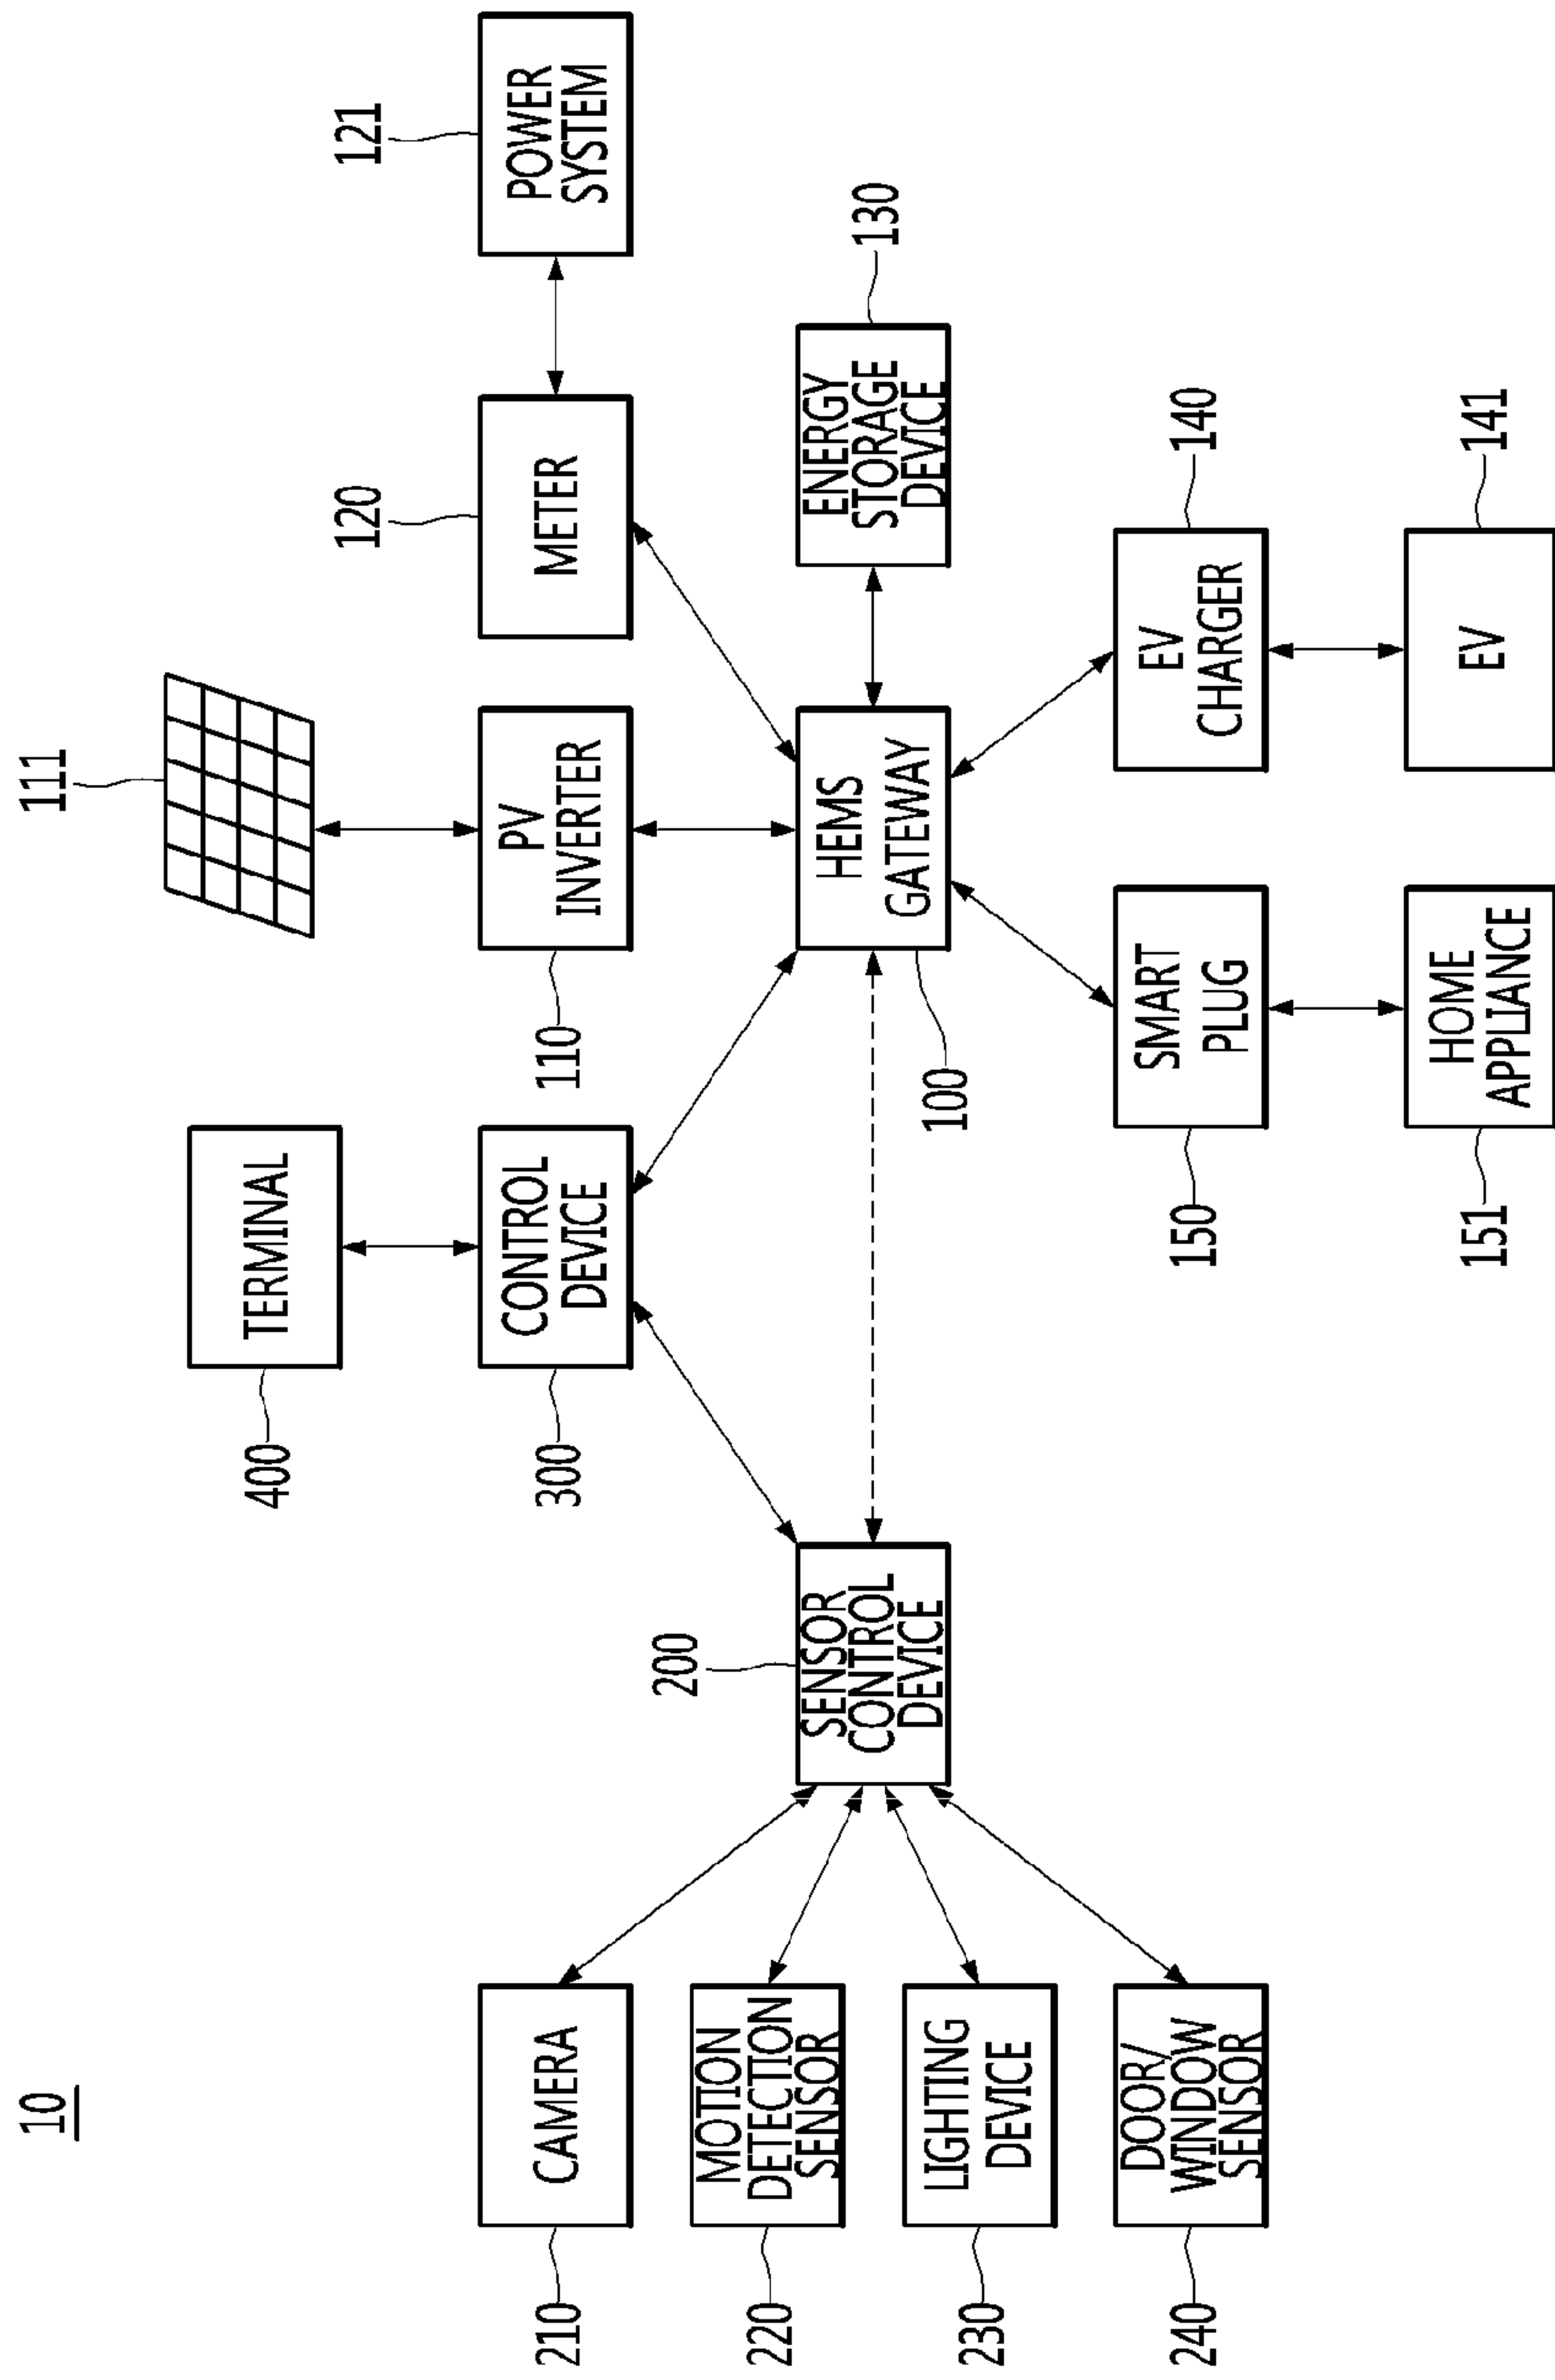 10
111
121
POWER
SYSTEM
120
METER
PV
INVERTER
110
TERMINAL
400
CONTROL
DEVICE
300
130
ENERGY
STORAGE
DEVICE
HEMS
GATEWAY
100
200
SENSOR
CONTROL
DEVICE
140
EV
CHARGER
141
EV
SMART
PLUG
150
HOME
APPLIANCE
151
CAMERA
210
MOTION
DETECTION
SENSOR
220
LIGHTING
DEVICE
230
DOOR/
WINDOW
SENSOR
240